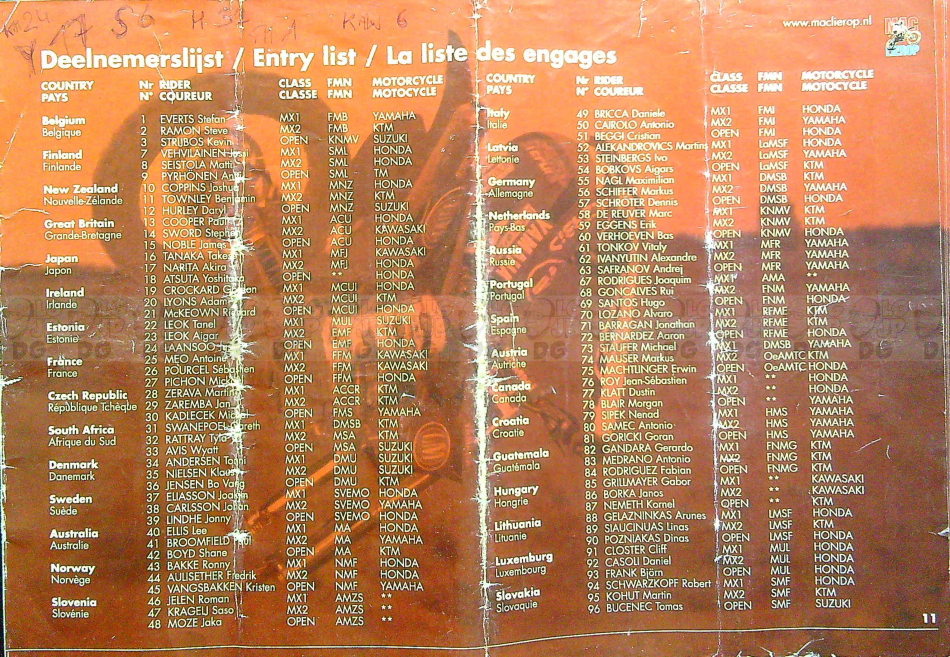 17 56
KAW 6
www.maclierop.nl
Deelnemerslijst / Entry list / La liste des engages
COUNTRY Nr RIDER CLASS FMN MOTORCYCLE
PAYS N° COUREUR CLASSE FMN MOTOCYCLE
Belgium 1 EVERTS Stefan MX1 FMB YAMAHA
Belgique 2 RAMON Steve MX2 FMB KTM
3 STRIJBOS Kevin OPEN KNMV SUZUKI
Finland 7 VEHVILAINEN Jussi MX1 SML HONDA
Finlande 8 SEISTOLA Matti MX2 SML HONDA
9 PYRHÖNEN Antti OPEN SML TM
New Zealand 10 COPPINS Joshua MX1 MNZ HONDA
Nouvelle-Zélande 11 TOWNLEY Benjamin MX2 MNZ KTM
12 HURLEY Daryl OPEN MNZ SUZUKI
Great Britain 13 COOPER Paul MX1 ACU HONDA
Grande-Bretagne 14 SWORD Stephen MX2 ACU KAWASAKI
15 NOBLE James OPEN ACU HONDA
Japan 16 TANAKA MX1 MFJ KAWASAKI
Japon 17 NARITA Akira MX2 MFJ HONDA
18 ATSUTA Yoshitaka OPEN ** HONDA
Ireland 19 CROCKARD Gordon MX1 MCUI HONDA
Irlande 20 LYONS Adam MX2 MCUI KTM
21 McKEOWN Richard OPEN MCUI HONDA
Estonia 22 LEOK Tanel MX1 MUL SUZUKI
Estonie 23 LEOK Aigar MX2 EMF KTM
24 LAANSOO OPEN EMF HONDA
France 25 MEO Antoine MX1 FFM KAWASAKI
France 26 POURCEL Sébastien MX2 FFM KAWASAKI
27 PICHON OPEN FFM HONDA
Czech Republic 28 ZERAVA Martin MX1 ACCR KTM
République Tchèque 29 ZAREMBA Jan MX2 ACCR KTM
30 KADLECEK OPEN FMS YAMAHA
South Africa 31 SWANEPOEL Gareth MX1 DMSB KTM
Afrique du Sud 32 RATTRAY Tyla MX2 MSA KTM
33 AVIS Wyatt OPEN MSA SUZUKI
Denmark 34 ANDERSEN MX1 DMU SUZUKI
Danemark 35 NIELSEN Klaus MX2 DMU SUZUKI
36 JENSEN Bo Vang OPEN DMU KTM
Sweden 37 ELIASSON Joakim MX1 SVEMO HONDA
Suède 38 CARLSSON Johan MX2 SVEMO YAMAHA
39 LINDHE Jonny OPEN SVEMO HONDA
Australia 40 ELLIS Lee MX1 MA HONDA
Australie 41 BROOMFIELD MX2 MA YAMAHA
42 BOYD Shane OPEN MA KTM
Norway 43 BAKKE Ronny MX1 NMF HONDA
Norvège 44 AULISETHER Fredrik MX2 NMF HONDA
45 VANGSBAKKEN Kristen OPEN NMF YAMAHA
Slovenia 46 JELEN Roman MX1 AMZS **
Slovénie 47 KRAGELJ Saso MX2 AMZS **
48 MOZE Jaka OPEN AMZS **
COUNTRY Nr RIDER CLASS FMN MOTORCYCLE
PAYS N° COUREUR CLASSE FMN MOTOCYCLE
Italy 49 BRICCA Daniele MX1 FMI HONDA
Italie 50 CAIROLO Antonio MX2 FMI YAMAHA
51 BEGGI Cristian OPEN FMI HONDA
Latvia 52 ALEKANDROVICS Martins MX1 LaMSF HONDA
Lettonie 53 STEINBERGS Ivo MX2 LaMSF YAMAHA
54 BOBKOVS Aigars OPEN LaMSF KTM
Germany 55 NAGL Maximilian MX1 DMSB KTM
Allemagne 56 SCHIFFER Markus MX2 DMSB YAMAHA
57 SCHRÖTER Dennis OPEN DMSB HONDA
Netherlands 58 DE REUVER Marc MX1 KNMV KTM
Pays-Bas 59 EGGENS Erik MX2 KNMV KTM
60 VERHOEVEN Bas OPEN KNMV HONDA
Russia 61 TONKOV Vitaly MX1 MFR YAMAHA
Russie 62 IVANYUTIN Alexandre MX2 MFR YAMAHA
63 SAFRANOV Andrej OPEN MFR YAMAHA
Portugal 67 RODRIGUES Joaquim MX1 AMA **
Portugal 68 GONCALVES Rui MX2 FNM YAMAHA
69 SANTOS Hugo OPEN FNM HONDA
Spain 70 LOZANO Alvaro MX1 RFME KTM
Espagne 71 BARRAGAN Jonathan MX2 RFME KTM
72 BERNARDEZ Aaron OPEN RFME HONDA
Austria 73 STAUFER Michael MX1 DMSB YAMAHA
Autriche 74 MAUSER Markus MX2 OeAMTC KTM
75 MACHTLINGER Erwin OPEN OeAMTC HONDA
Canada 76 ROY Jean-Sébastien MX1 ** HONDA
Canada 77 KLATT Dustin MX2 ** YAMAHA
78 BLAIR Morgan OPEN ** YAMAHA
Croatia 79 SIPEK Nenad MX1 HMS YAMAHA
Croatie 80 SAMEC Antonio MX2 HMS YAMAHA
81 GORICKI Goran OPEN HMS YAMAHA
Guatemala 82 GANDARA Gerardo MX1 FNMG KTM
Guatémala 83 MEDRANO Antonio MX2 FNMG KTM
84 RODRIGUEZ Fabian OPEN FNMG KTM
Hungary 85 GRILLMAYER Gabor MX1 ** KAWASAKI
Hongrie 86 BORKA Janos MX2 ** KAWASAKI
87 NEMETH Kornel OPEN ** KTM
Lithuania 88 GELAZNINKAS Arunes MX1 LMSF HONDA
Lituanie 89 SIAUCIUNAS Linas MX2 LMSF KTM
90 POZNIAKAS Dinas OPEN LMSF HONDA
Luxemburg 91 CLOSTER Cliff MX1 MUL KTM
Luxembourg 92 CASOLI Daniel MX2 MUL HONDA
93 FRANK Björn OPEN MUL HONDA
Slovakia 94 SCHWARZKOPF Robert MX1 SMF HONDA
Slovaquie 95 KOHUT Martin MX2 SMF KTM
96 BUCENEC Tomas OPEN SMF SUZUKI
11